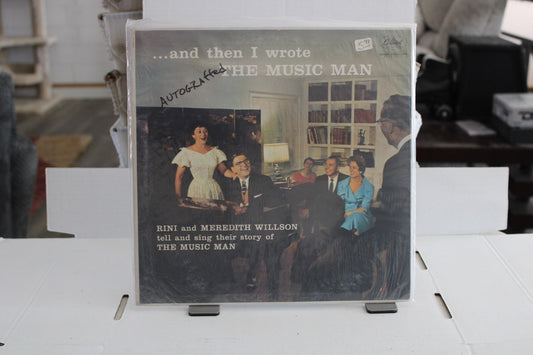 ...and then I wrote
THE MUSIC MAN
AUTOGRAFTed
RINI and MEREDITH WILLSON
tell and sing their story of
THE MUSIC MAN